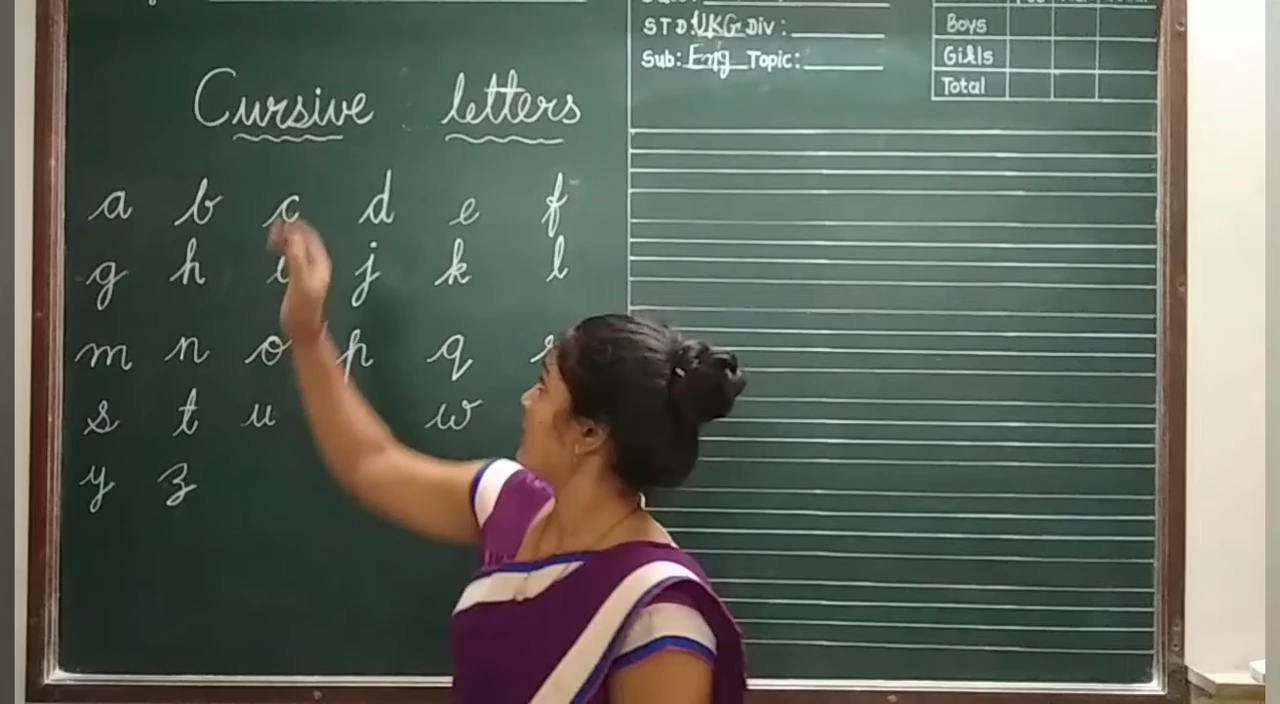 STD: UKG Div:
Sub: Eng Topic:
Boys
Girls
Total
Cursive letters
a b c d e f
g h i j k l
m n o p q r
s t u w
y z